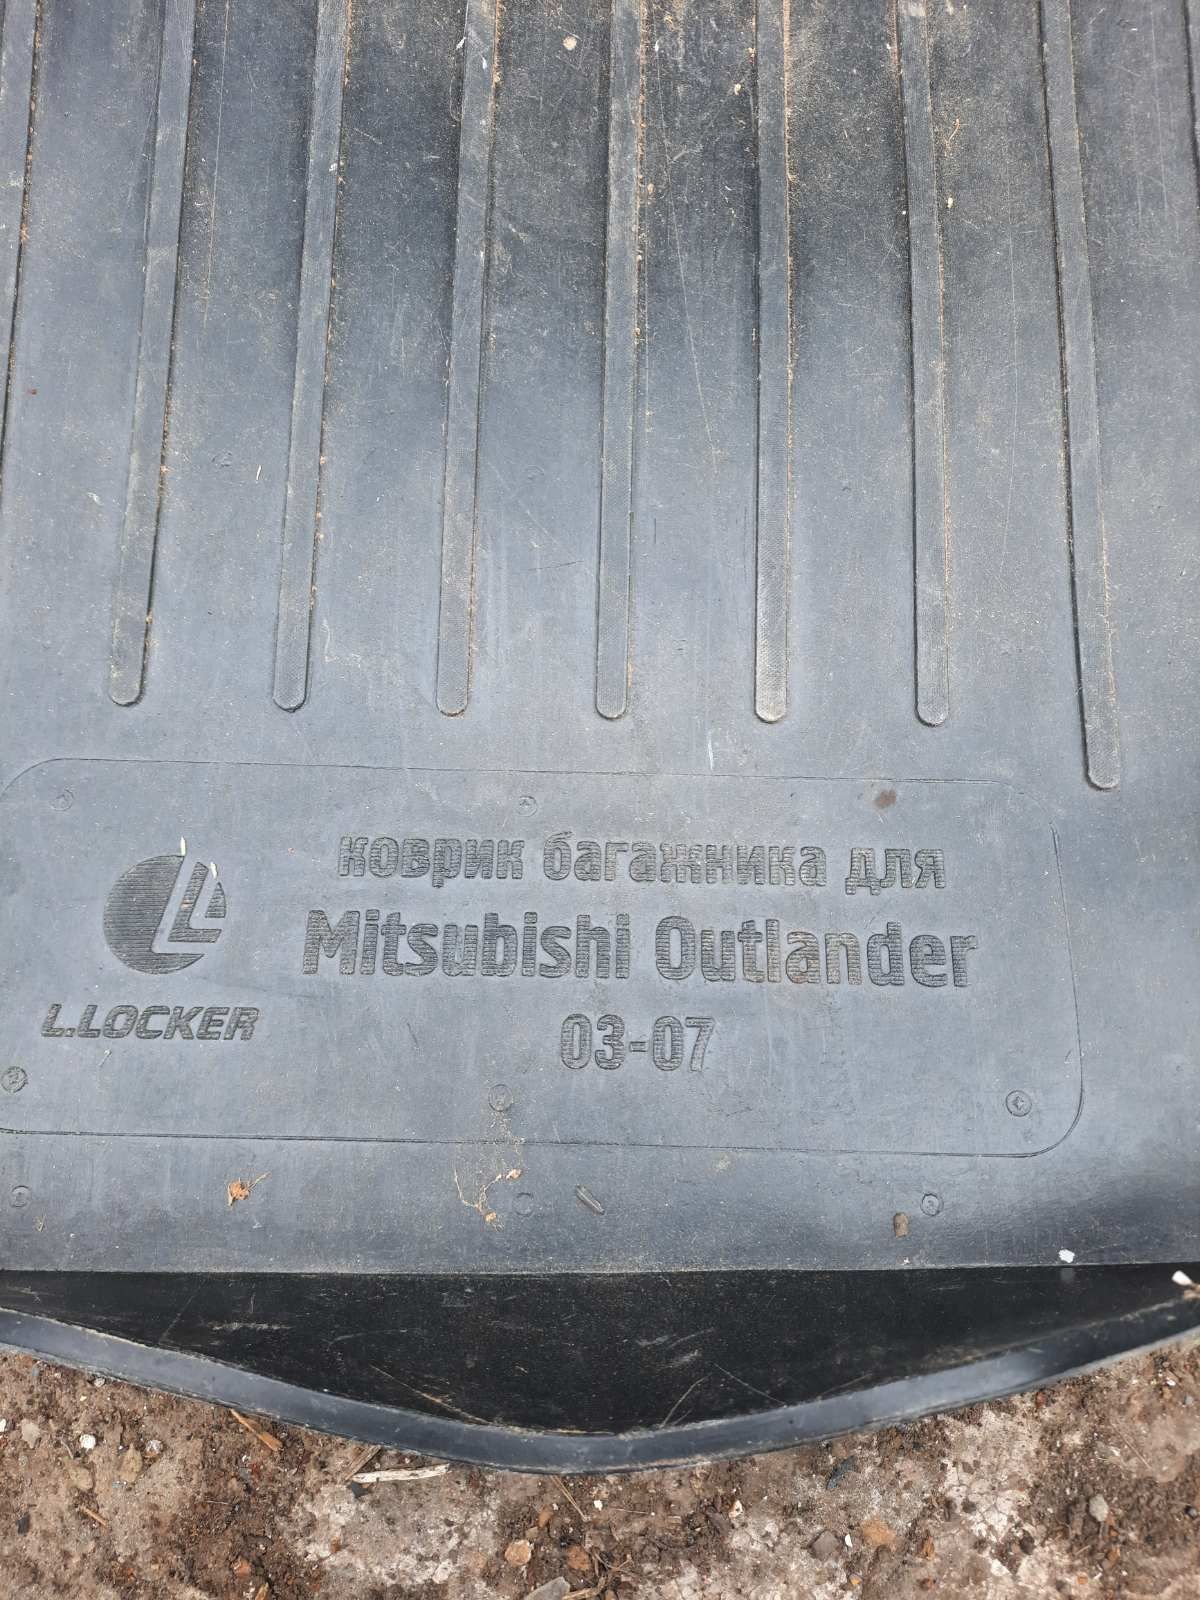 коврик багажника для
Mitsubishi Outlander
03-07
L.LOCKER